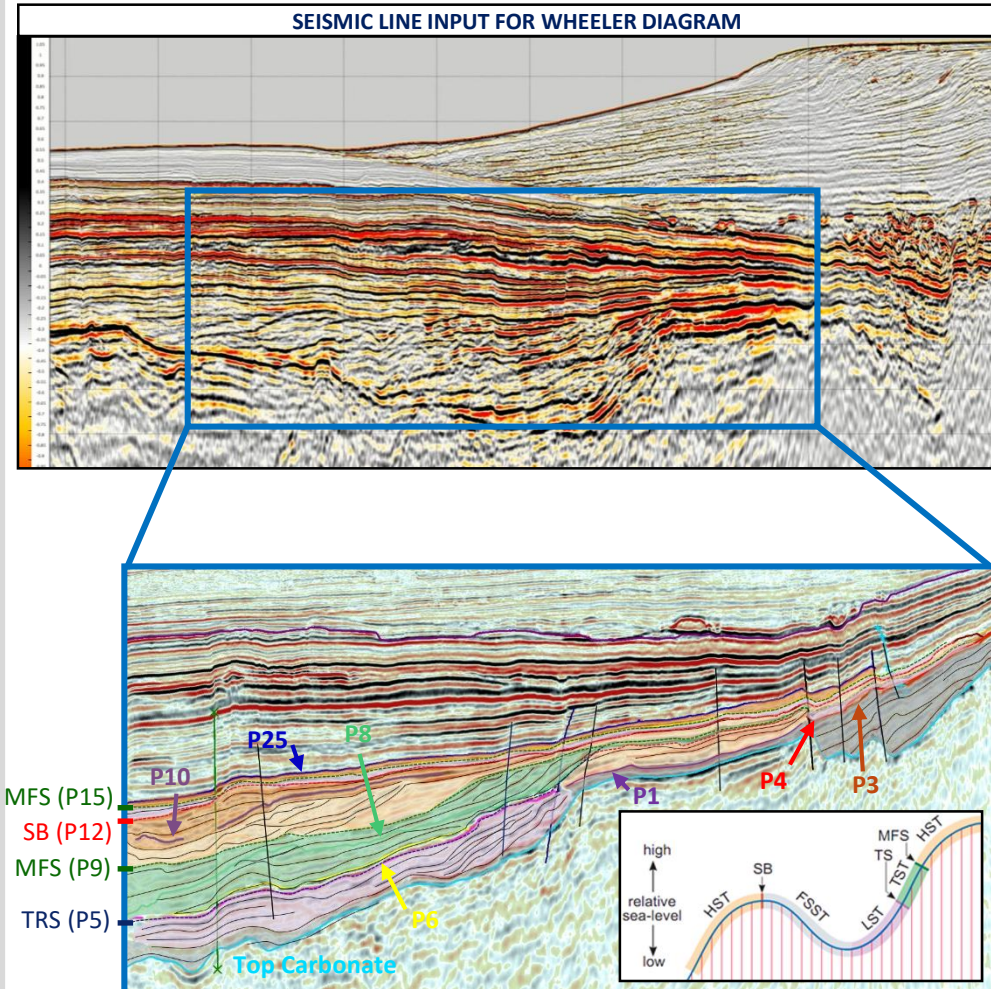 SEISMIC LINE INPUT FOR WHEELER DIAGRAM
P8
P25
P10
MFS (P15)
SB (P12)
MFS (P9)
TRS (P5)
P4
P3
P1
P6
Top Carbonate
high
relative
sea-level
low
HST
SB
FSST
LST
TS
TST
MFS
HST